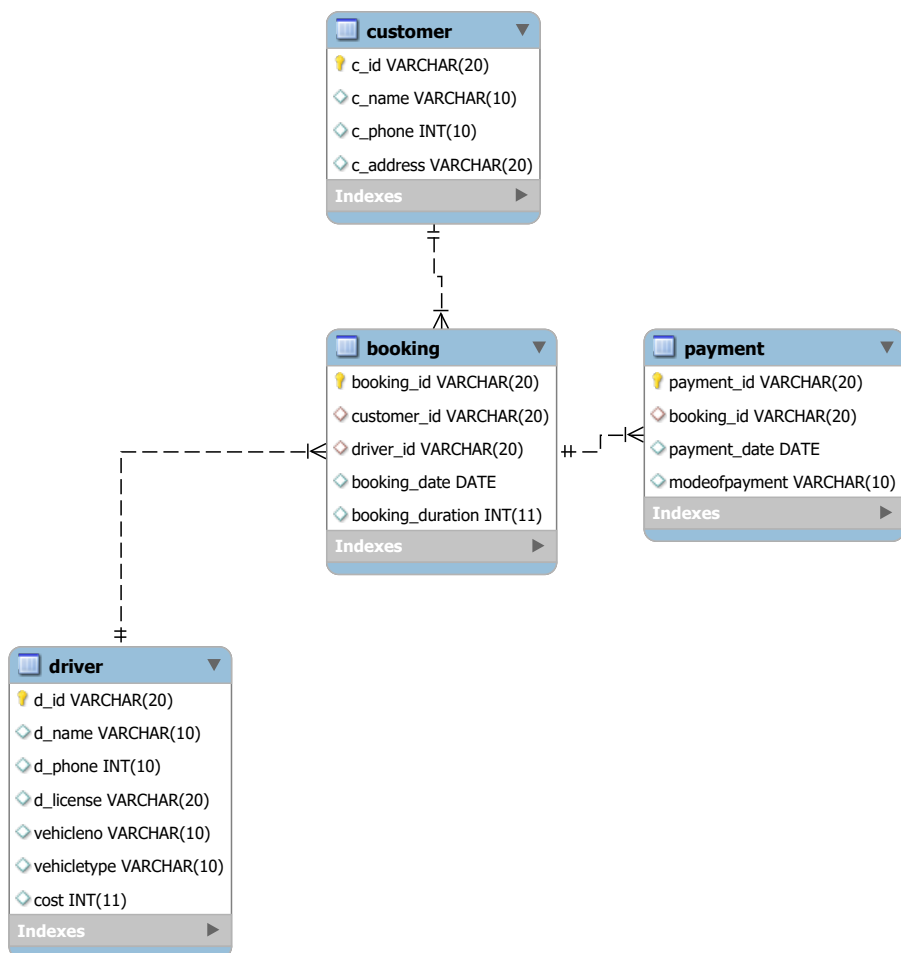 customer
c_id VARCHAR(20)
c_name VARCHAR(10)
c_phone INT(10)
c_address VARCHAR(20)
Indexes
booking
booking_id VARCHAR(20)
customer_id VARCHAR(20)
driver_id VARCHAR(20)
booking_date DATE
booking_duration INT(11)
Indexes
payment
payment_id VARCHAR(20)
booking_id VARCHAR(20)
payment_date DATE
modeofpayment VARCHAR(10)
Indexes
driver
d_id VARCHAR(20)
d_name VARCHAR(10)
d_phone INT(10)
d_license VARCHAR(20)
vehicleno VARCHAR(10)
vehicletype VARCHAR(10)
cost INT(11)
Indexes